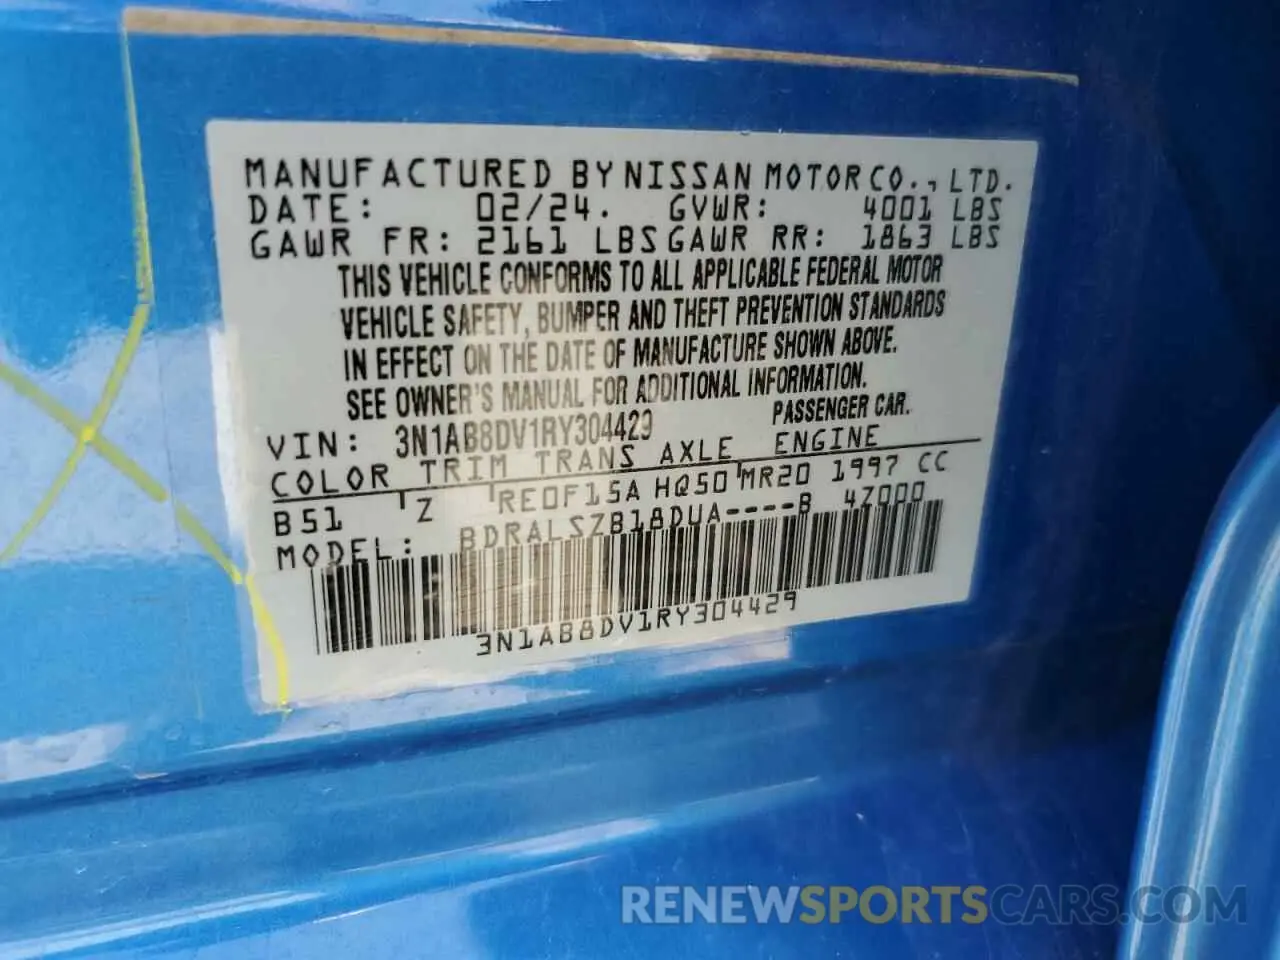 MANUFACTURED BY NISSAN MOTOR CO., LTD.
DATE: 02/24. GVWR: 4001 LBS
GAWR FR: 2161 LBS GAWR RR: 1863 LBS
THIS VEHICLE CONFORMS TO ALL APPLICABLE FEDERAL MOTOR
VEHICLE SAFETY, BUMPER AND THEFT PREVENTION STANDARDS
IN EFFECT ON THE DATE OF MANUFACTURE SHOWN ABOVE.
SEE OWNER'S MANUAL FOR ADDITIONAL INFORMATION.
VIN: 3N1AB8DV1RY304429 PASSENGER CAR.
COLOR TRIM TRANS AXLE ENGINE
B51 Z RE0F15A HQ50 MR20 1997 CC
MODEL: BDRALSZB18DUA----B 4Z000
3N1AB8DV1RY304429
RENEWSPORTSCARS.COM